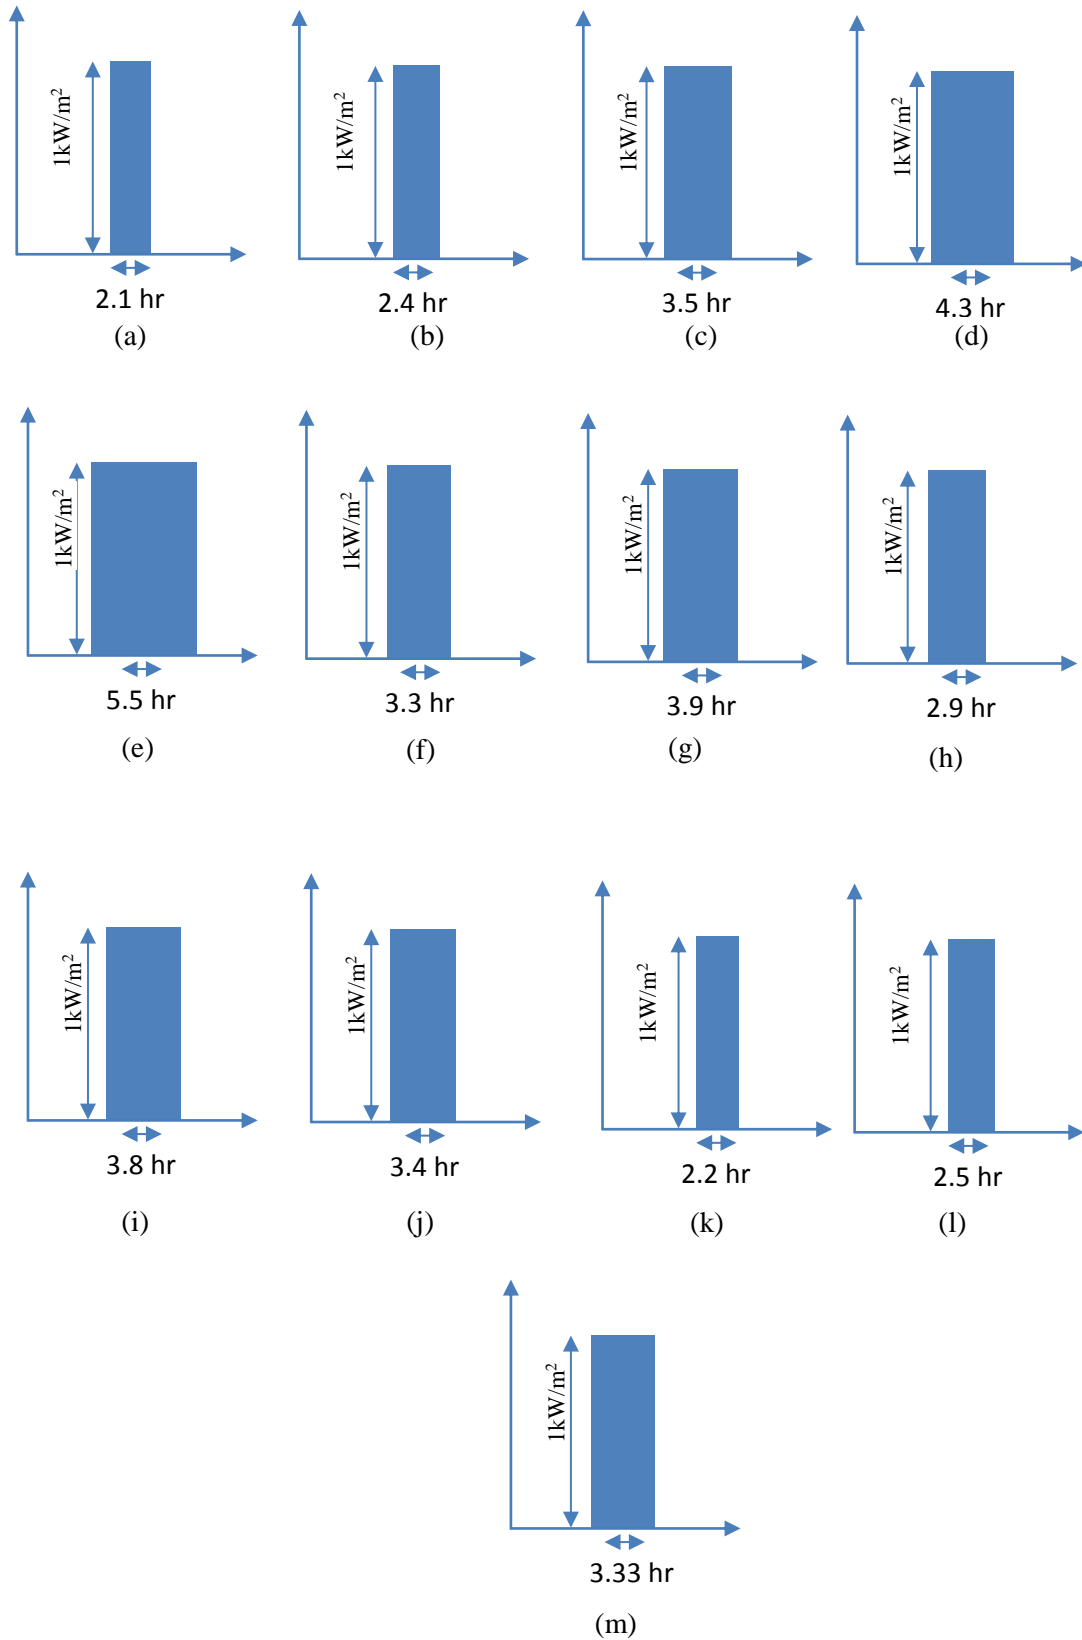 1kW/m²
1kW/m²
1kW/m²
1kW/m²
2.1 hr
2.4 hr
3.5 hr
4.3 hr
(a)
(b)
(c)
(d)
1kW/m²
1kW/m²
1kW/m²
1kW/m²
5.5 hr
3.3 hr
3.9 hr
2.9 hr
(e)
(f)
(g)
(h)
1kW/m²
1kW/m²
1kW/m²
1kW/m²
3.8 hr
3.4 hr
2.2 hr
2.5 hr
(i)
(j)
(k)
(l)
1kW/m²
3.33 hr
(m)